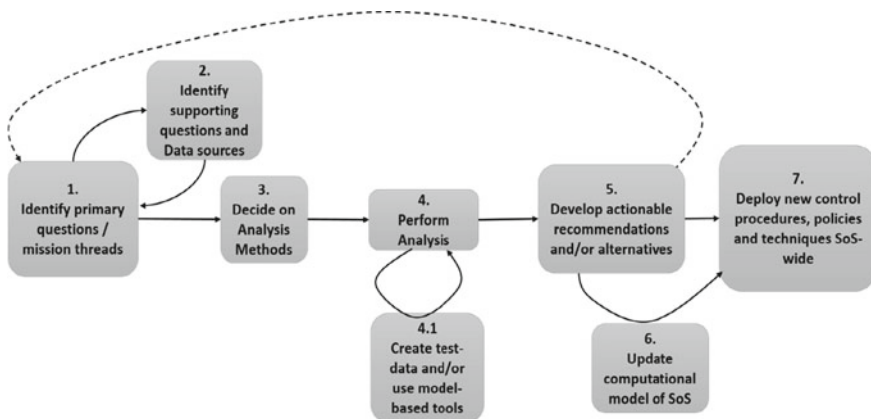 2.
Identify
supporting
questions and
Data sources
1.
Identify primary
questions /
mission threads
3.
Decide on
Analysis
Methods
4.
Perform
Analysis
4.1
Create test-
data and/or
use model-
based tools
5.
Develop actionable
recommendations
and/or alternatives
6.
Update
computational
model of SoS
7.
Deploy new control
procedures, policies
and techniques SoS-
wide